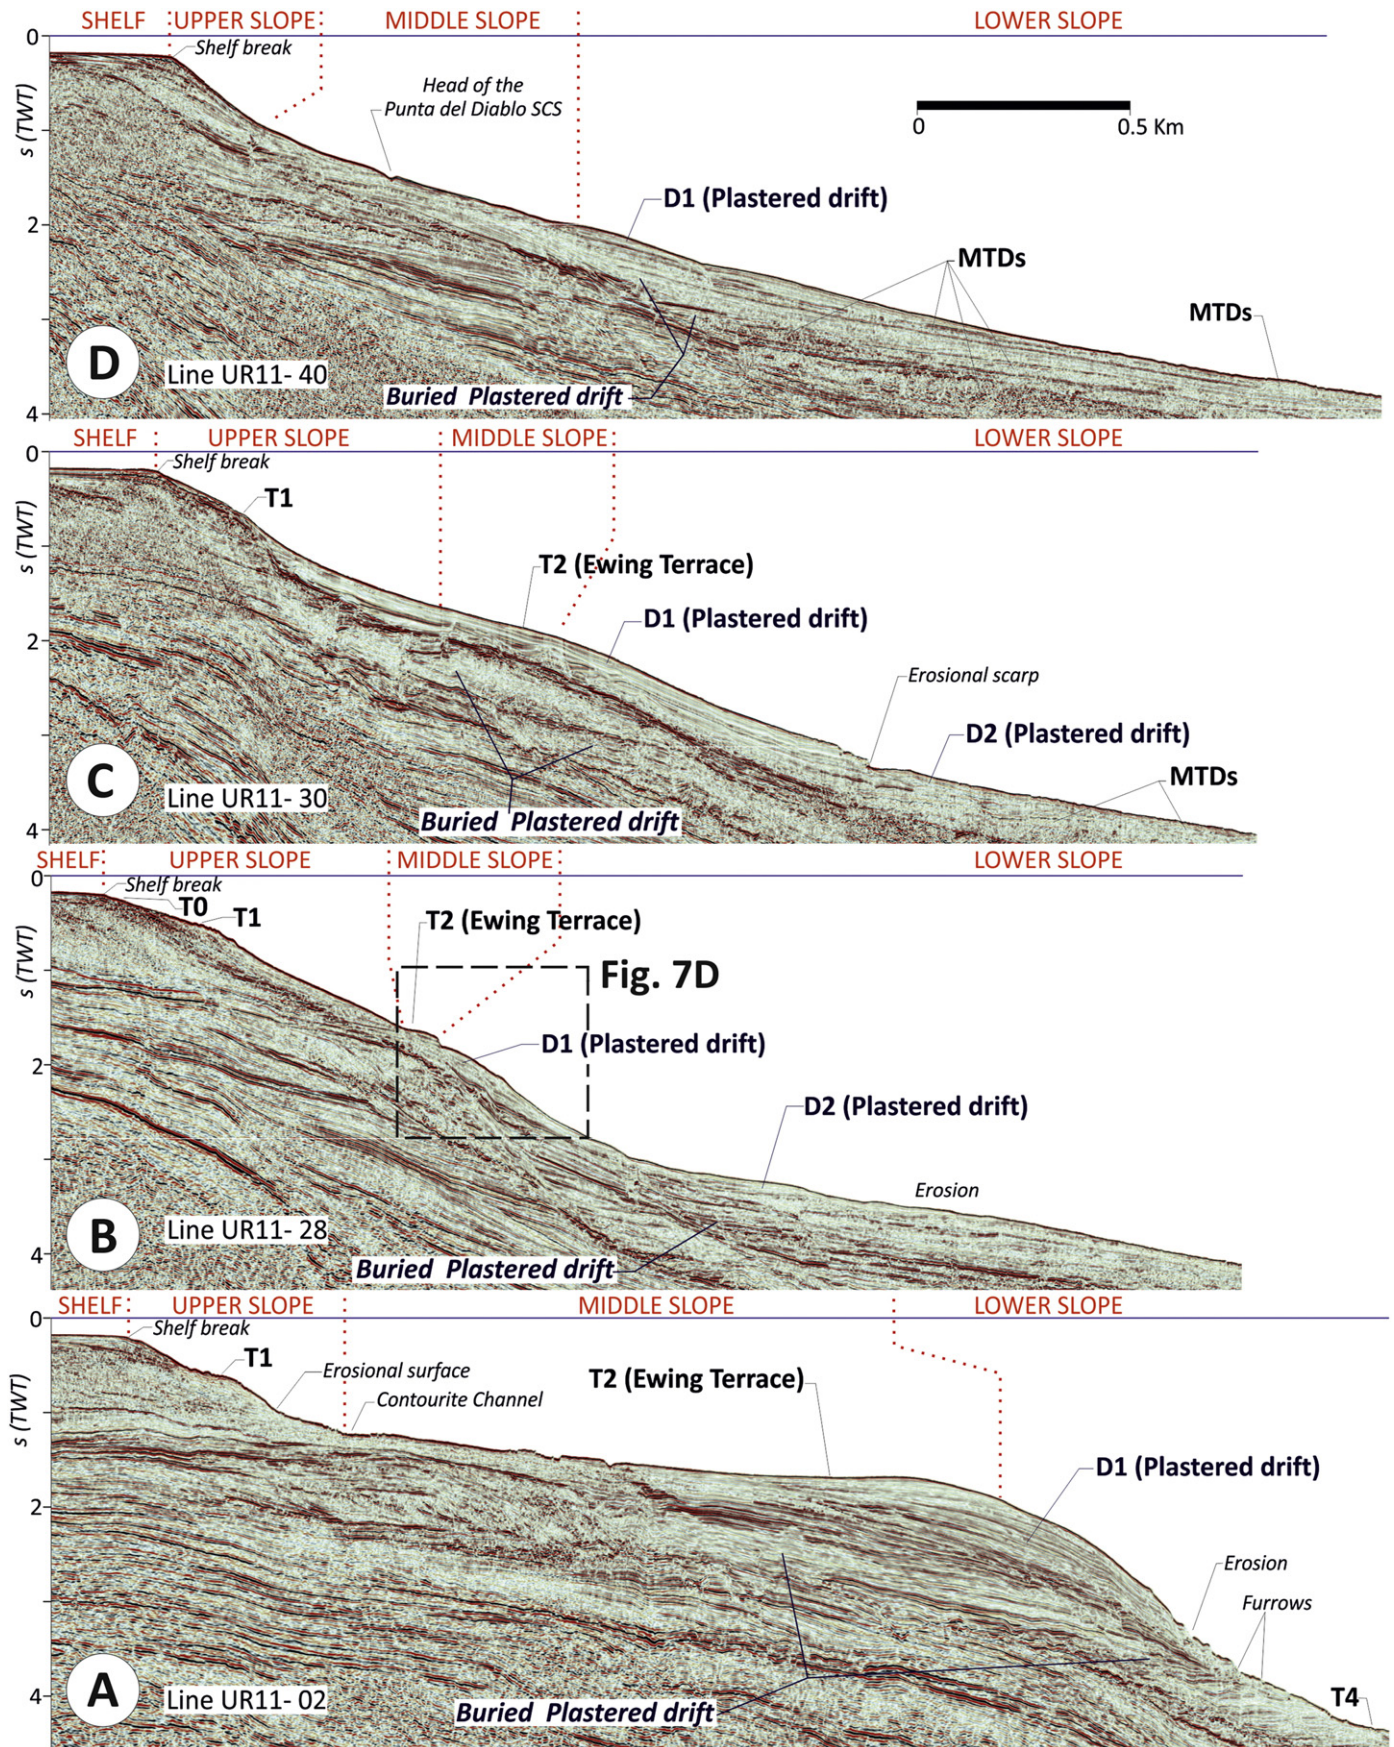 SHELF UPPER SLOPE MIDDLE SLOPE LOWER SLOPE
0
Shelf break
Head of the
Punta del Diablo SCS
0 0.5 Km
s (TWT)
D1 (Plastered drift)
2
MTDs
MTDs
D
Line UR11- 40
Buried Plastered drift
4
SHELF UPPER SLOPE MIDDLE SLOPE LOWER SLOPE
0
Shelf break
T1
s (TWT)
T2 (Ewing Terrace)
D1 (Plastered drift)
2
Erosional scarp
D2 (Plastered drift)
MTDs
C
Line UR11- 30
Buried Plastered drift
4
SHELF UPPER SLOPE MIDDLE SLOPE LOWER SLOPE
0
Shelf break
T0
T1
T2 (Ewing Terrace)
s (TWT)
Fig. 7D
D1 (Plastered drift)
2
D2 (Plastered drift)
Erosion
B
Line UR11- 28
4
Buried Plastered drift
SHELF UPPER SLOPE MIDDLE SLOPE LOWER SLOPE
0
Shelf break
T1
Erosional surface
T2 (Ewing Terrace)
Contourite Channel
s (TWT)
D1 (Plastered drift)
2
Erosion
Furrows
A
Line UR11- 02
4
T4
Buried Plastered drift